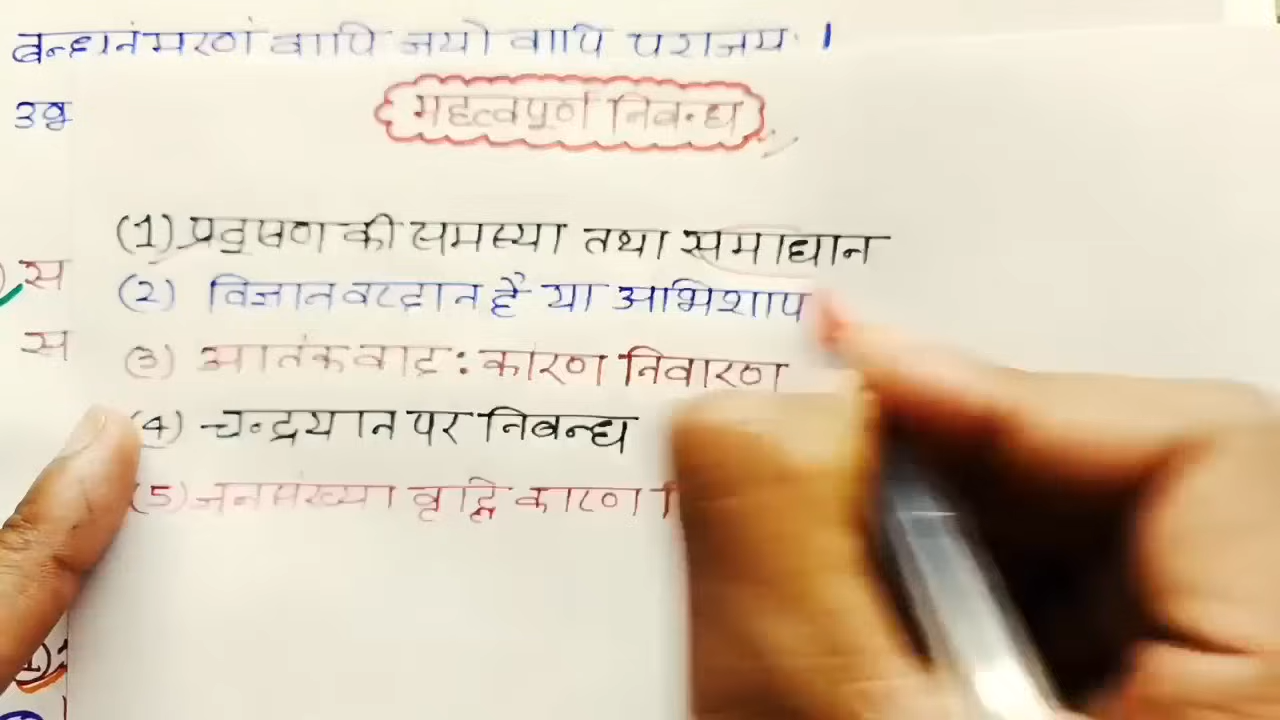 बन्धनंमरणं वापि जयो वापि पराजयः ।
महत्वपूर्ण निबन्ध
(1) प्रदुषण की समस्या तथा समाधान
(2) विज्ञान वरदान है या अभिशाप
(3) आतंकवाद : कारण निवारण
(4) चन्द्रयान पर निबन्ध
(5) जनसंख्या वृद्धि कारण
स
स